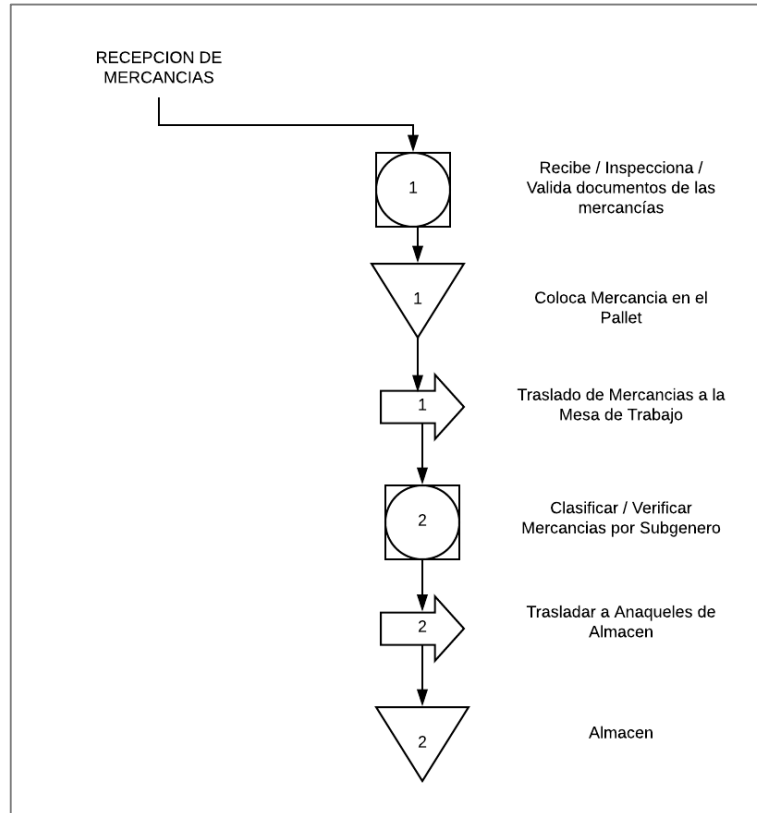 RECEPCION DE
MERCANCIAS
1
Recibe / Inspecciona /
Valida documentos de las
mercancías
1
Coloca Mercancia en el
Pallet
1
Traslado de Mercancias a la
Mesa de Trabajo
2
Clasificar / Verificar
Mercancias por Subgenero
2
Trasladar a Anaqueles de
Almacen
2
Almacen